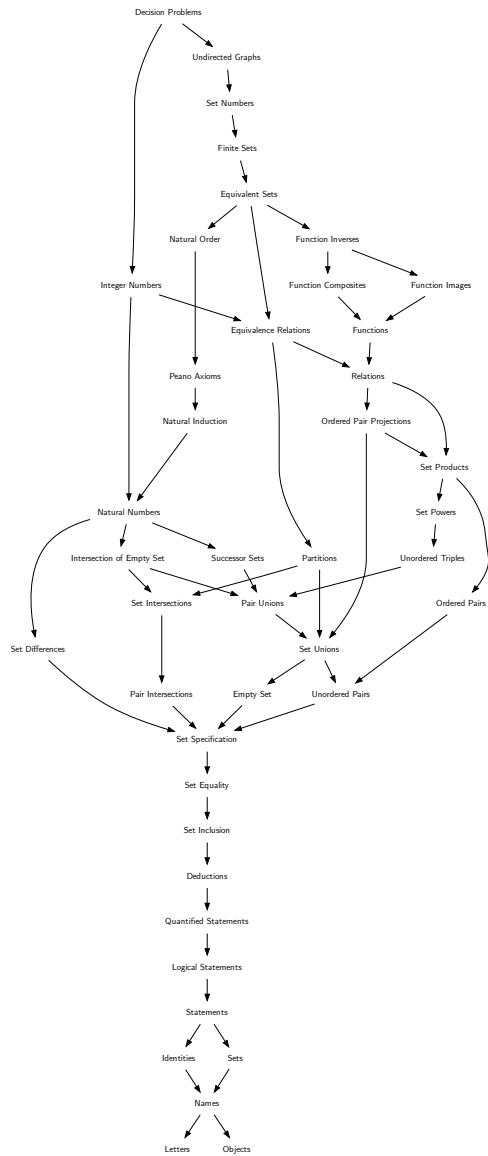 Decision Problems
Undirected Graphs
Set Numbers
Finite Sets
Equivalent Sets
Natural Order
Function Inverses
Integer Numbers
Function Composites
Function Images
Equivalence Relations
Functions
Peano Axioms
Relations
Natural Induction
Ordered Pair Projections
Set Products
Natural Numbers
Set Powers
Intersection of Empty Set
Successor Sets
Partitions
Unordered Triples
Set Intersections
Pair Unions
Ordered Pairs
Set Differences
Set Unions
Pair Intersections
Empty Set
Unordered Pairs
Set Specification
Set Equality
Set Inclusion
Deductions
Quantified Statements
Logical Statements
Statements
Identities
Sets
Names
Letters
Objects